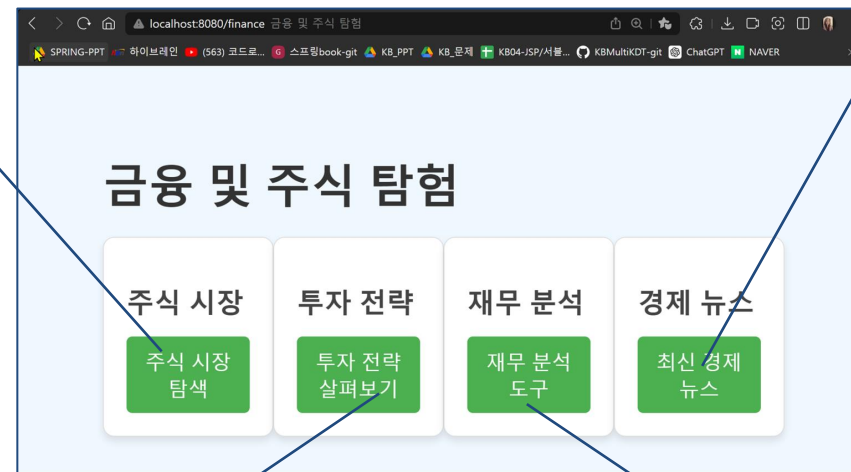 localhost:8080/finance 금융 및 주식 탐험
SPRING-PPT 하이브레인 (563) 코드로... G 스프링book-git KB_PPT KB_문제 KB04-JSP/서블... KBMultiKDT-git ChatGPT N NAVER
금융 및 주식 탐험
주식 시장 투자 전략 재무 분석 경제 뉴스
주식 시장 투자 전략 재무 분석 최신 경제
탐색 살펴보기 도구 뉴스